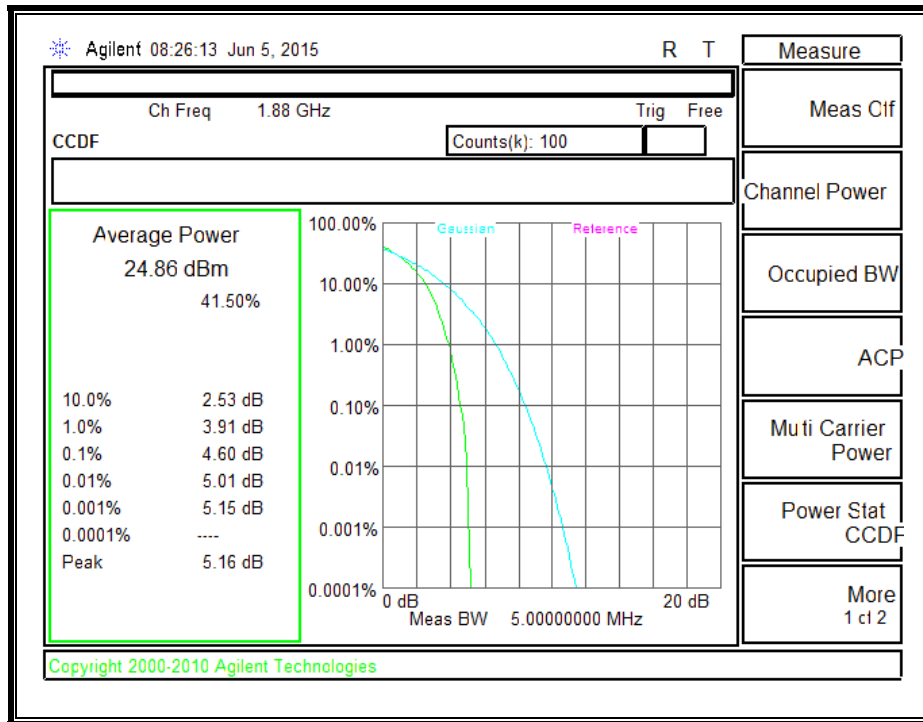 Agilent 08:26:13 Jun 5, 2015 R T
Ch Freq 1.88 GHz Trig Free
CCDF Counts(k): 100
Average Power
24.86 dBm
41.50%
10.0% 2.53 dB
1.0% 3.91 dB
0.1% 4.60 dB
0.01% 5.01 dB
0.001% 5.15 dB
0.0001% ----
Peak 5.16 dB
Gaussian Reference
100.00%
10.00%
1.00%
0.10%
0.01%
0.001%
0.0001%
0 dB 20 dB
Meas BW 5.00000000 MHz
Measure
Meas Off
Channel Power
Occupied BW
ACP
Multi Carrier
Power
Power Stat
CCDF
More
1 of 2
Copyright 2000-2010 Agilent Technologies